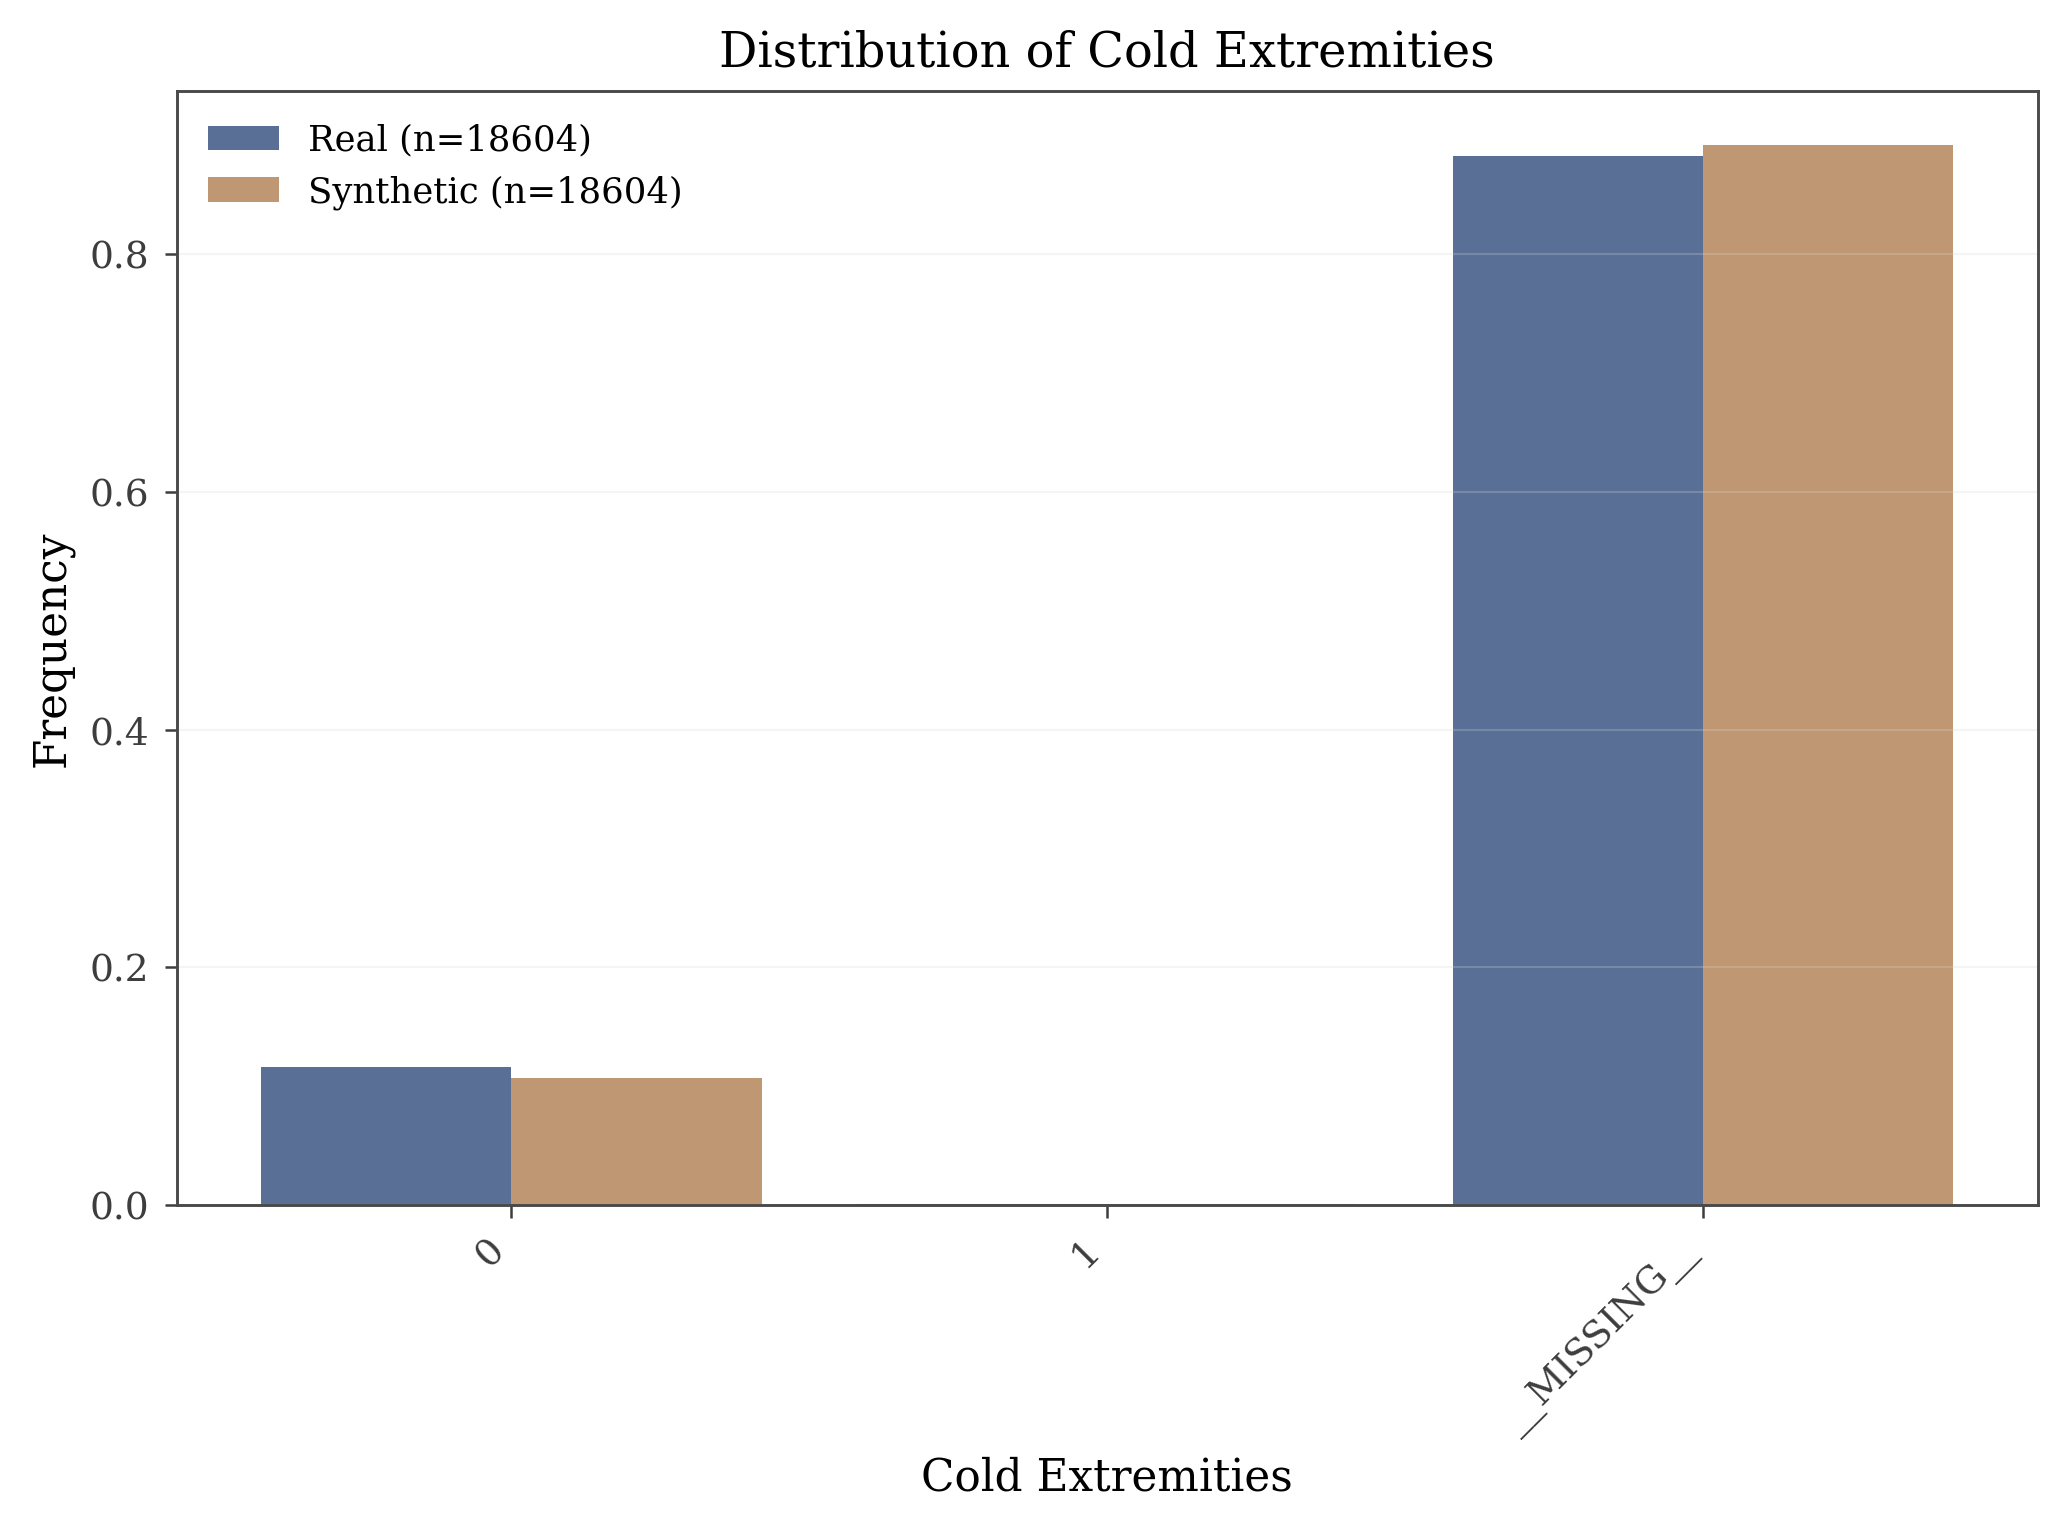 Distribution of Cold Extremities
Real (n=18604)
Synthetic (n=18604)
Frequency
0.8
0.6
0.4
0.2
0.0
0
1
__MISSING__
Cold Extremities